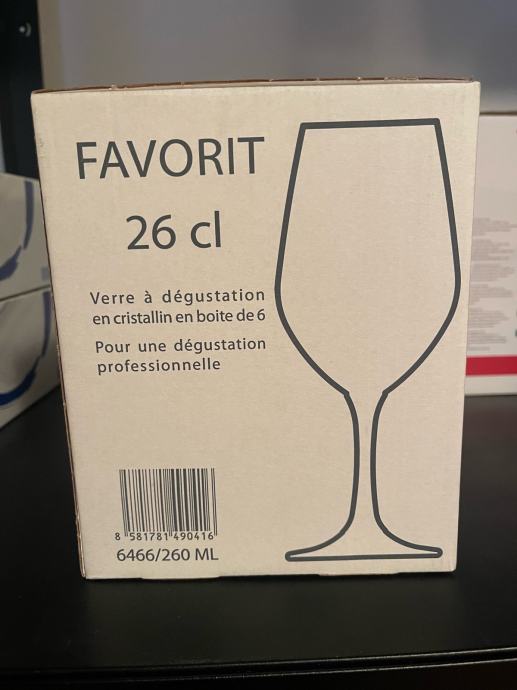 FAVORIT
26 cl
Verre à dégustation
en cristallin en boite de 6
Pour une dégustation
professionnelle
8 581781 490416
6466/260 ML